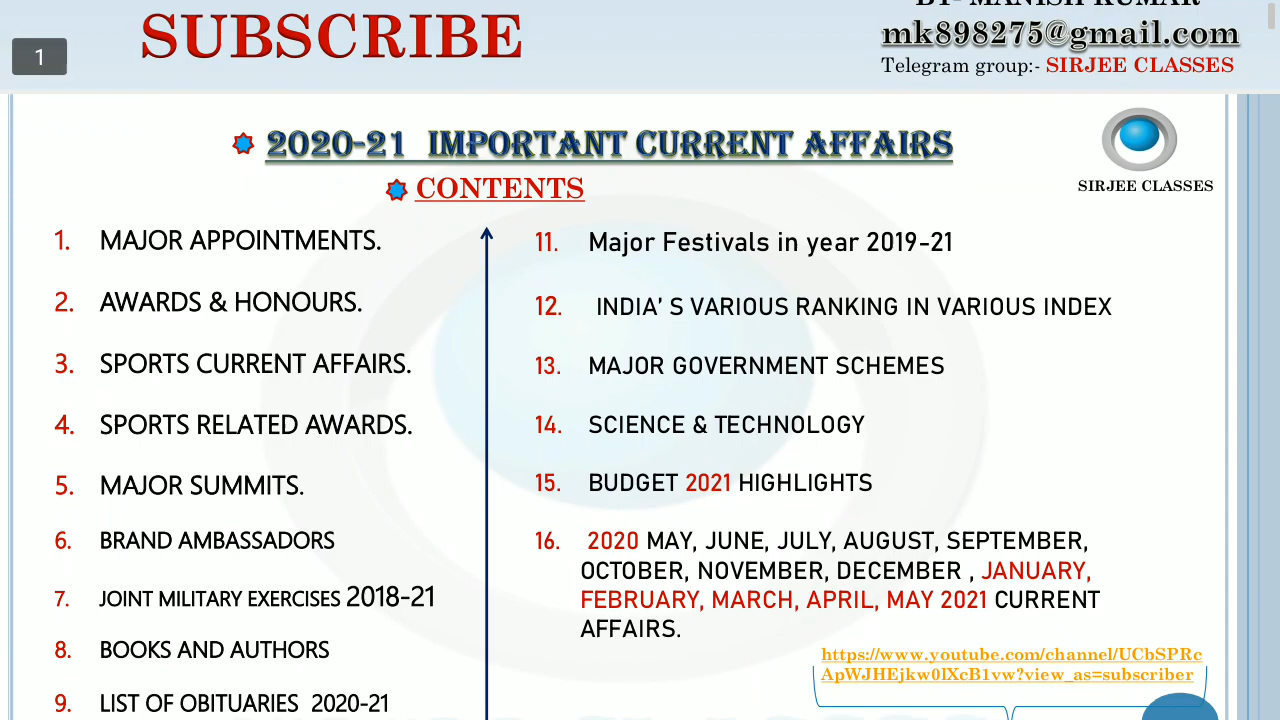 SUBSCRIBE
1
BY- MANISH KUMAR
mk898275@gmail.com
Telegram group:- SIRJEE CLASSES
2020-21 IMPORTANT CURRENT AFFAIRS
SIRJEE CLASSES
CONTENTS
1. MAJOR APPOINTMENTS.
2. AWARDS & HONOURS.
3. SPORTS CURRENT AFFAIRS.
4. SPORTS RELATED AWARDS.
5. MAJOR SUMMITS.
6. BRAND AMBASSADORS
7. JOINT MILITARY EXERCISES 2018-21
8. BOOKS AND AUTHORS
9. LIST OF OBITUARIES 2020-21
11. Major Festivals in year 2019-21
12. INDIA' S VARIOUS RANKING IN VARIOUS INDEX
13. MAJOR GOVERNMENT SCHEMES
14. SCIENCE & TECHNOLOGY
15. BUDGET 2021 HIGHLIGHTS
16. 2020 MAY, JUNE, JULY, AUGUST, SEPTEMBER,
OCTOBER, NOVEMBER, DECEMBER , JANUARY,
FEBRUARY, MARCH, APRIL, MAY 2021 CURRENT
AFFAIRS.
https://www.youtube.com/channel/UCbSPRc
ApWJHEjkw0lXcB1vw?view_as=subscriber